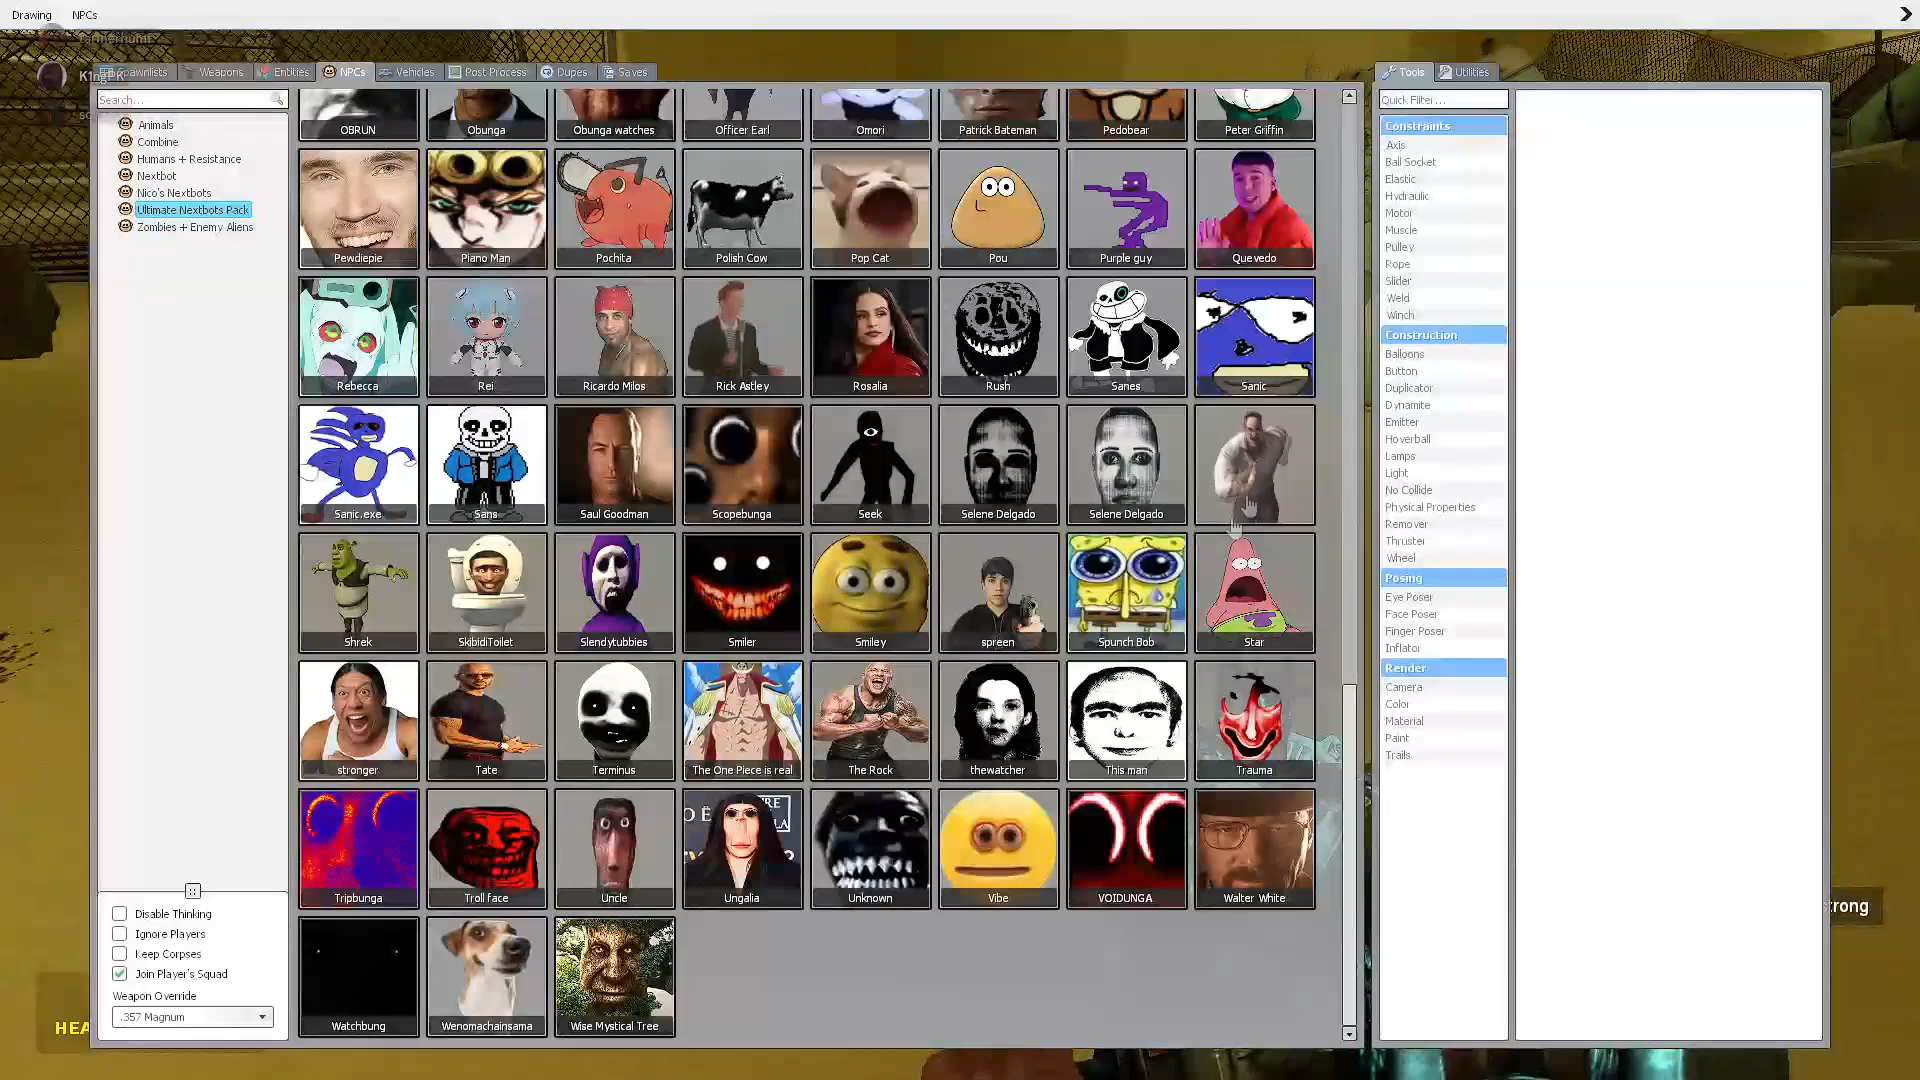 Drawing NPCs
K1ngPK
Spawnlists Weapons Entities NPCs Vehicles Post Process Dupes Saves
Tools Utilities
Search...
Animals
Combine
Humans + Resistance
Nextbot
Nico's Nextbots
Ultimate Nextbots Pack
Zombies + Enemy Aliens
Disable Thinking
Ignore Players
Keep Corpses
Join Player's Squad
Weapon Override
.357 Magnum
HEA
OBRUN Obunga Obunga watches Officer Earl Omori Patrick Bateman Pedobear Peter Griffin
Pewdiepie Piano Man Pochita Polish Cow Pop Cat Pou Purple guy Quevedo
Rebecca Rei Ricardo Milos Rick Astley Rosalia Rush Sanes Sanic
Sanic.exe Sans Saul Goodman Scopebunga Seek Selene Delgado Selene Delgado
Shrek SkibidiToilet Slendytubbies Smiler Smiley spreen Spunch Bob Star
stronger Tate Terminus The One Piece is real The Rock thewatcher This man Trauma
Tripbunga Troll face Uncle Ungalia Unknown Vibe VOIDUNGA Walter White
Watchbung Wenomachainsama Wise Mystical Tree
Quick Filter...
Constraints
Axis
Ball Socket
Elastic
Hydraulic
Motor
Muscle
Pulley
Rope
Slider
Weld
Winch
Construction
Balloons
Button
Duplicator
Dynamite
Emitter
Hoverball
Lamps
Light
No Collide
Physical Properties
Remover
Thruster
Wheel
Posing
Eye Poser
Face Poser
Finger Poser
Inflator
Render
Camera
Color
Material
Paint
Trails
trong